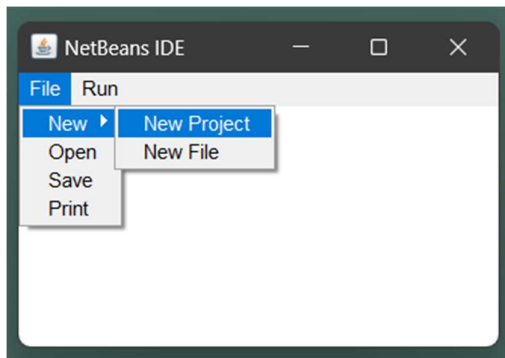 NetBeans IDE
File Run
New New Project
Open New File
Save
Print